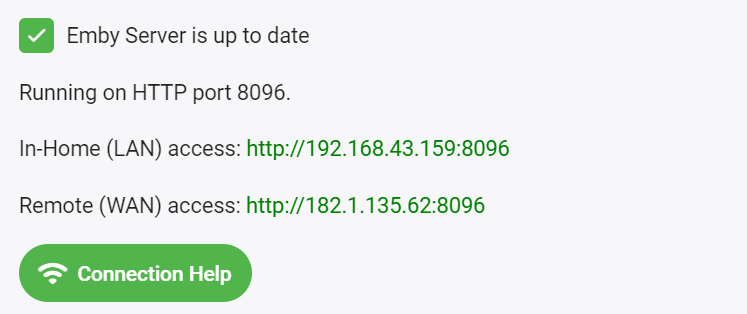 Emby Server is up to date
Running on HTTP port 8096.
In-Home (LAN) access: http://192.168.43.159:8096
Remote (WAN) access: http://182.1.135.62:8096
Connection Help